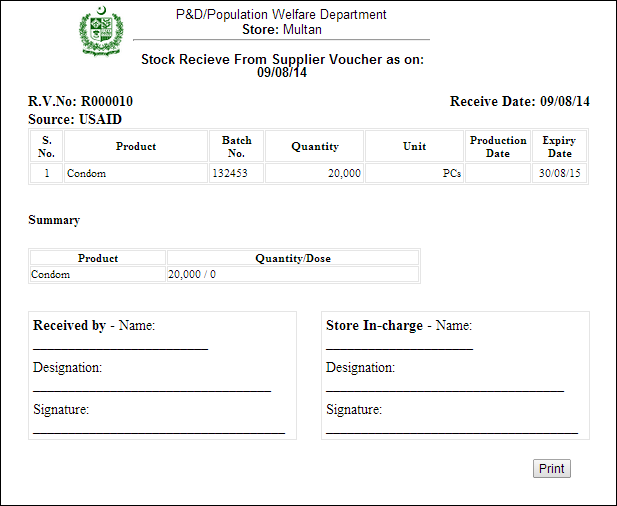 P&D/Population Welfare Department
Store: Multan
Stock Recieve From Supplier Voucher as on:
09/08/14
R.V.No: R000010 Receive Date: 09/08/14
Source: USAID
S. No. Product Batch No. Quantity Unit Production Date Expiry Date
1 Condom 132453 20,000 PCs 30/08/15
Summary
Product Quantity/Dose
Condom 20,000 / 0
Received by - Name:
Designation:
Signature:
Store In-charge - Name:
Designation:
Signature:
Print